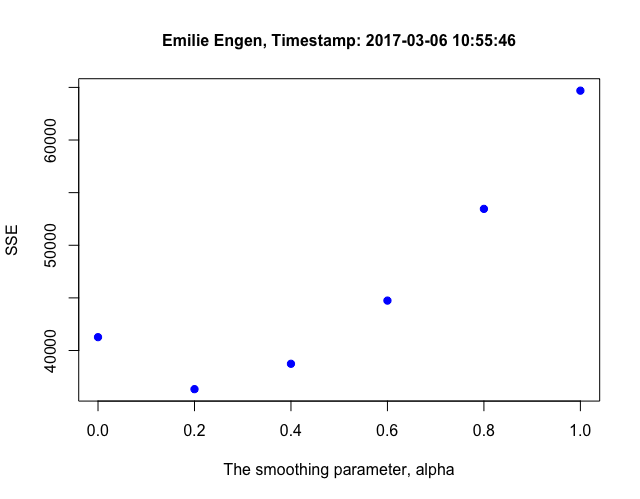 Emilie Engen, Timestamp: 2017-03-06 10:55:46
SSE
60000
50000
40000
0.0 0.2 0.4 0.6 0.8 1.0
The smoothing parameter, alpha